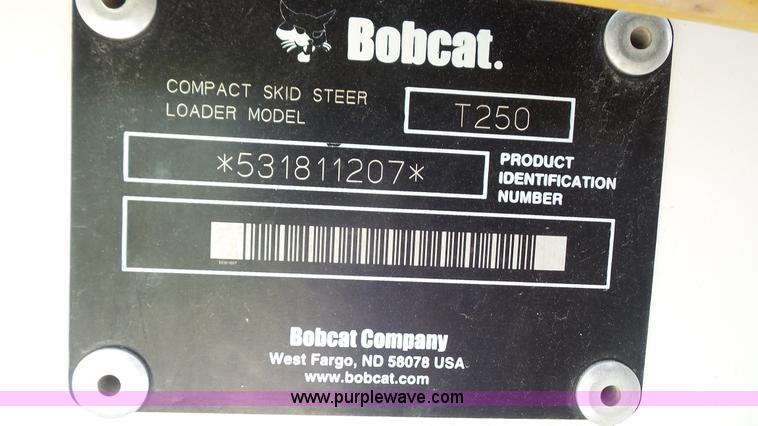 Bobcat.
COMPACT SKID STEER
LOADER MODEL
T250
*531811207*
PRODUCT
IDENTIFICATION
NUMBER
Bobcat Company
West Fargo, ND 58078 USA
www.bobcat.com
www.purplewave.com